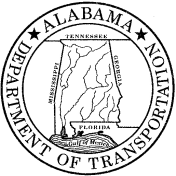 ★ ALABAMA ★
DEPARTMENT OF TRANSPORTATION
TENNESSEE
MISSISSIPPI
GEORGIA
FLORIDA
Gulf of Mexico